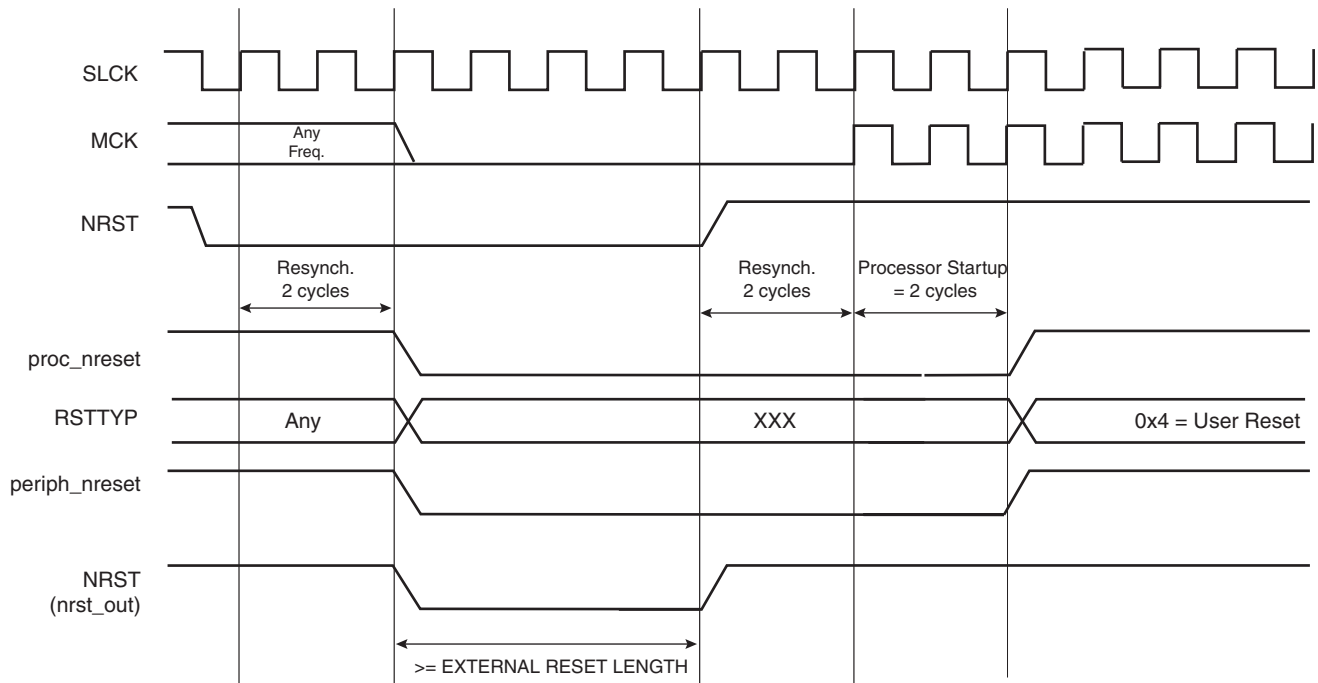 SLCK
MCK
Any
Freq.
NRST
Resynch.
2 cycles
Resynch.
2 cycles
Processor Startup
= 2 cycles
proc_nreset
RSTTYP
Any
XXX
0x4 = User Reset
periph_nreset
NRST
(nrst_out)
>= EXTERNAL RESET LENGTH